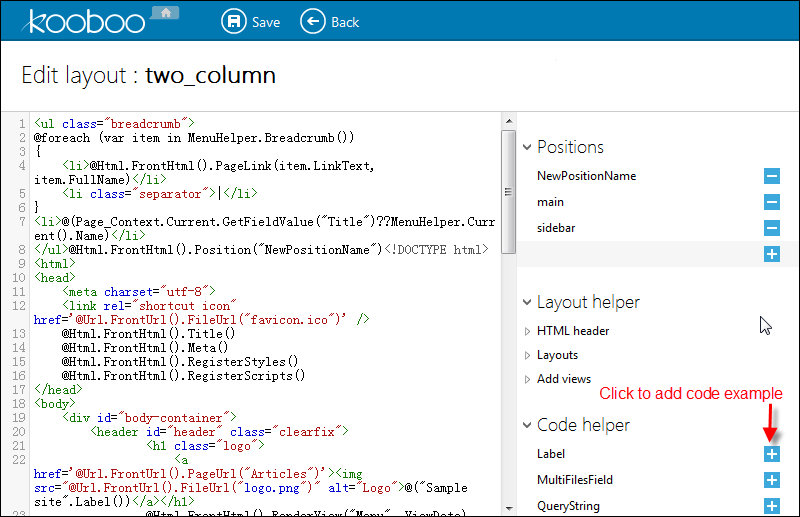 kooboo
Save
Back
Edit layout : two_column
1 <ul class="breadcrumb">
2 @foreach (var item in MenuHelper.Breadcrumb())
3 {
4 <li>@Html.FrontHtml().PageLink(item.LinkText,
item.FullName)</li>
5 <li class="separator">|</li>
6 }
7 <li>@(Page_Context.Current.GetFieldValue("Title")??MenuHelper.Cur
rent().Name)</li>
8 </ul>@Html.FrontHtml().Position("NewPositionName")<!DOCTYPE html>
9 <html>
10 <head>
11 <meta charset="utf-8">
12 <link rel="shortcut icon"
href='@Url.FrontUrl().FileUrl("favicon.ico")' />
13 @Html.FrontHtml().Title()
14 @Html.FrontHtml().Meta()
15 @Html.FrontHtml().RegisterStyles()
16 @Html.FrontHtml().RegisterScripts()
17 </head>
18 <body>
19 <div id="body-container">
20 <header id="header" class="clearfix">
21 <h1 class="logo">
22 <a
href='@Url.FrontUrl().PageUrl("Articles")'><img
src="@Url.FrontUrl().FileUrl("logo.png")" alt="Logo">@("Sample
site".Label())</a></h1>
@Html.FrontHtml().RenderView("Menu", ViewData)
Positions
NewPositionName
main
sidebar
Layout helper
HTML header
Layouts
Add views
Click to add code example
Code helper
Label
MultiFilesField
QueryString